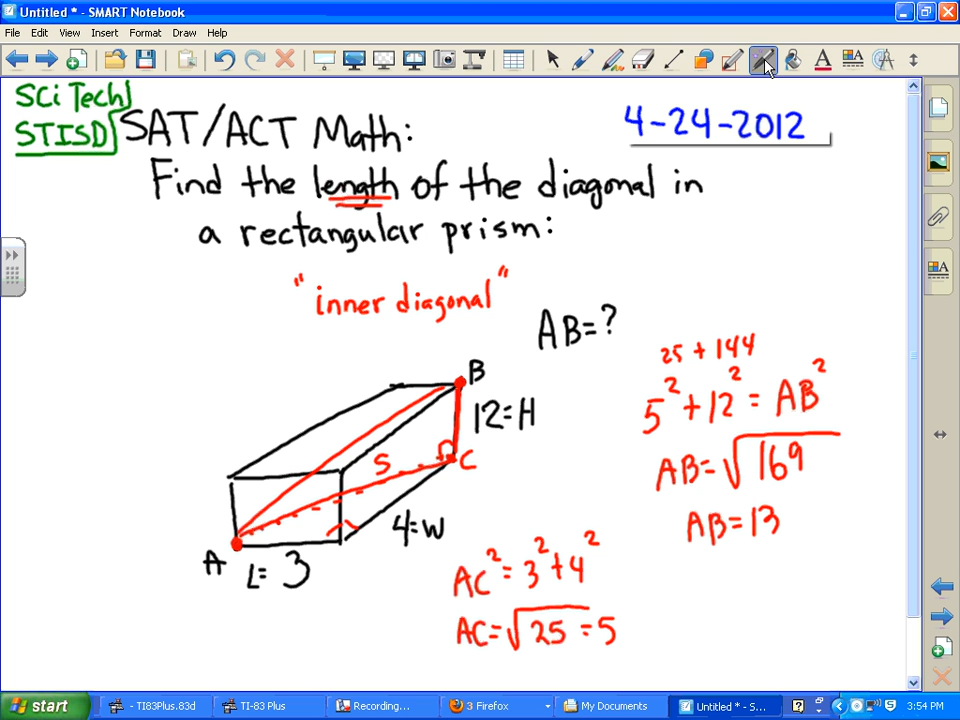 Untitled * - SMART Notebook
File Edit View Insert Format Draw Help
SCi Tech
STISD
SAT/ACT Math:
4-24-2012
Find the length of the diagonal in
a rectangular prism:
"inner diagonal"
AB=?
25 + 144
5² + 12² = AB²
AB=√169
AB=13
B
12=H
5
C
4=W
A
L= 3
AC² = 3² + 4²
AC=√25 = 5
start
- TI83Plus.83d
TI-83 Plus
Recording...
3 Firefox
My Documents
Untitled * - S...
3:54 PM